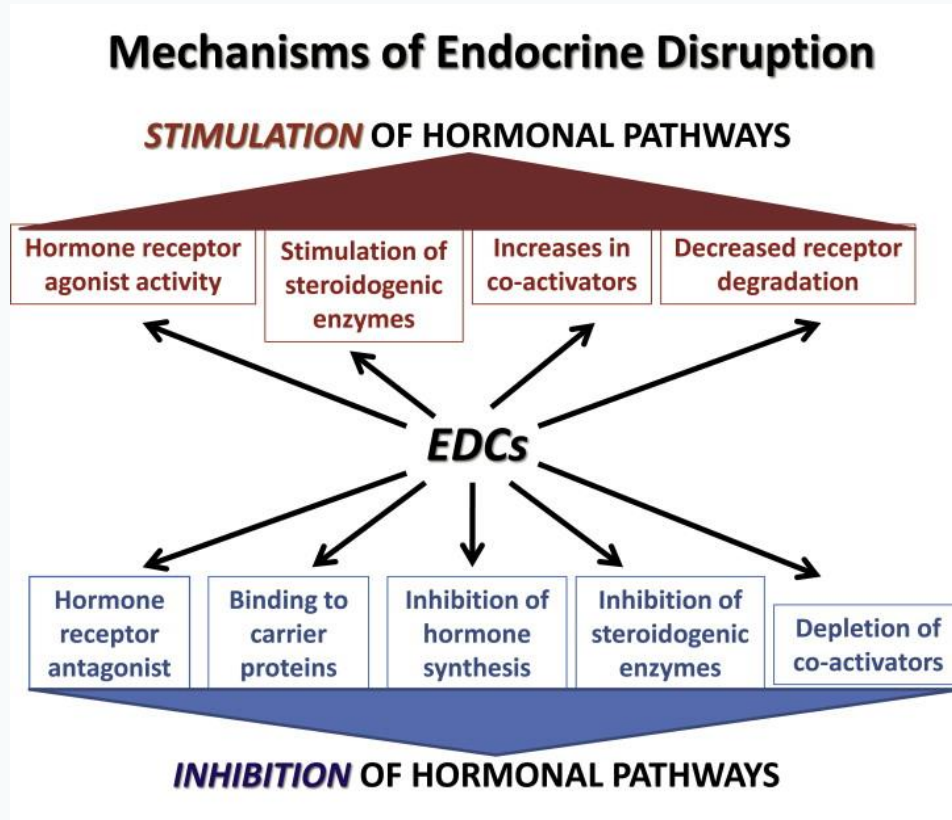 Mechanisms of Endocrine Disruption
STIMULATION OF HORMONAL PATHWAYS
Hormone receptor
agonist activity
Stimulation of
steroidogenic
enzymes
Increases in
co-activators
Decreased receptor
degradation
EDCs
Hormone
receptor
antagonist
Binding to
carrier
proteins
Inhibition of
hormone
synthesis
Inhibition of
steroidogenic
enzymes
Depletion of
co-activators
INHIBITION OF HORMONAL PATHWAYS